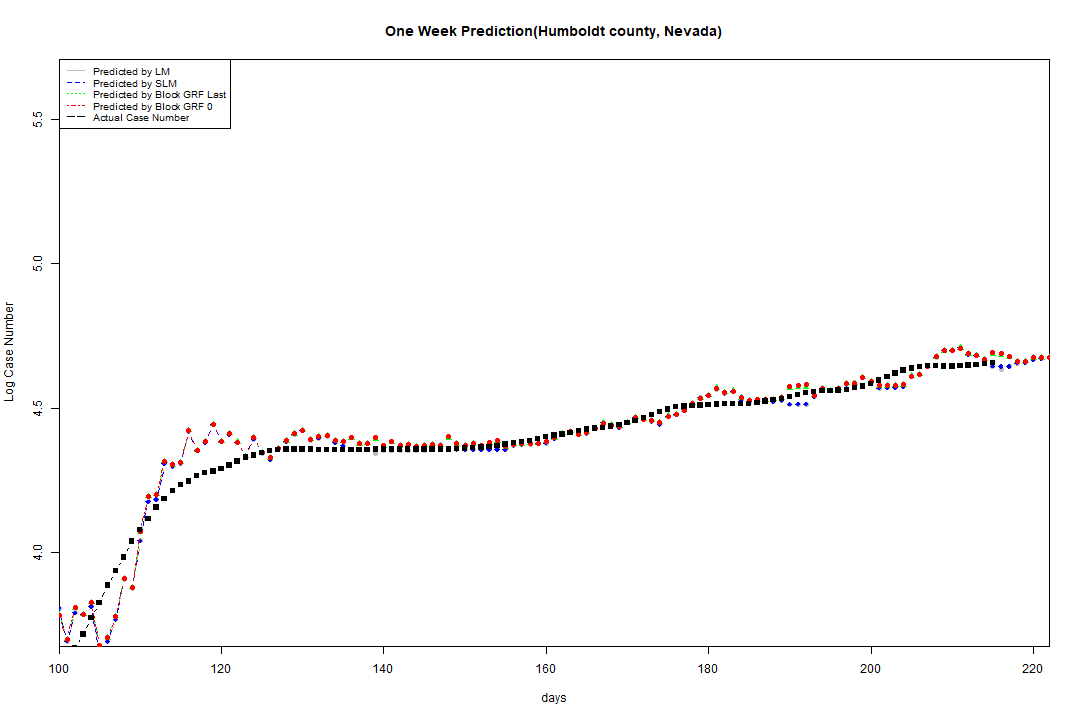 One Week Prediction(Humboldt county, Nevada)
Predicted by LM
Predicted by SLM
Predicted by Block GRF Last
Predicted by Block GRF 0
Actual Case Number
5.5
5.0
4.5
4.0
Log Case Number
100 120 140 160 180 200 220
days